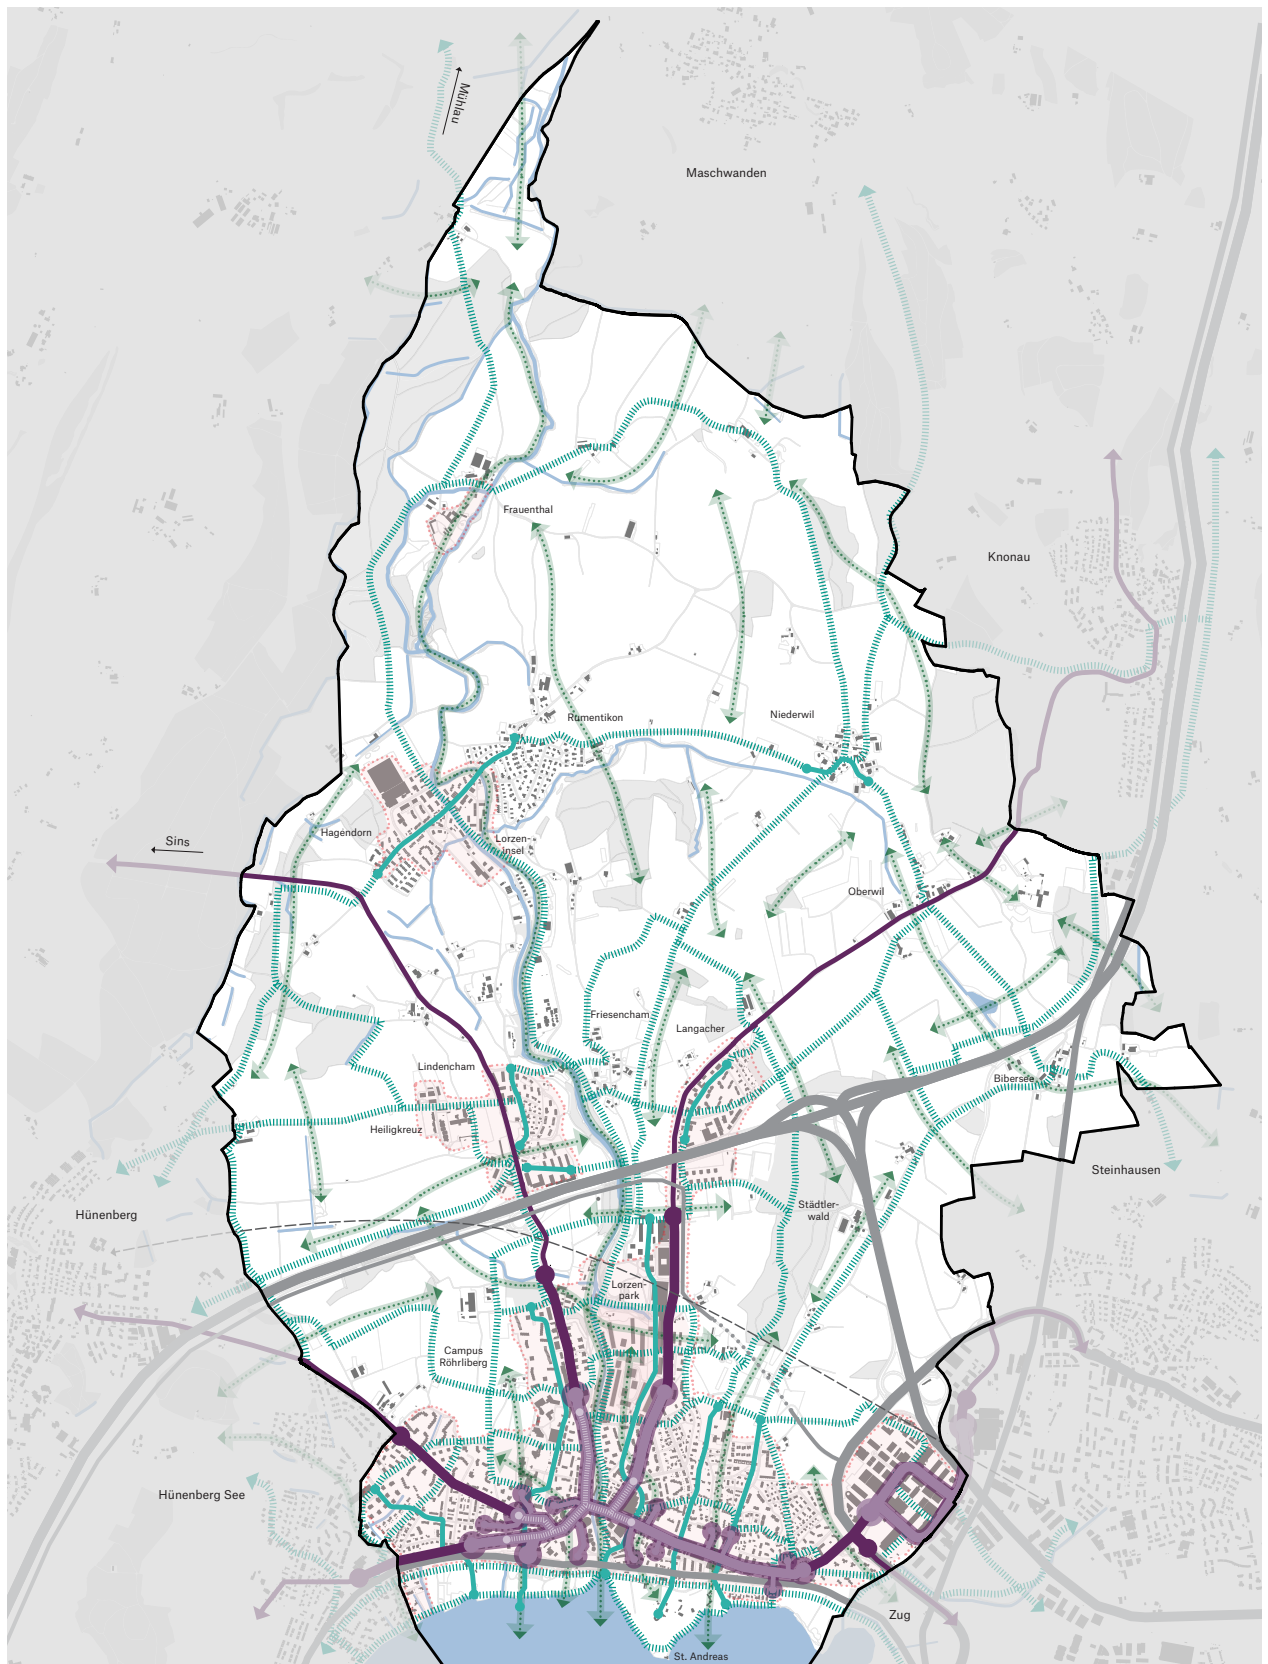 Mühlau
Maschwanden
Frauenthal
Knonau
Rumentikon
Niederwil
Hagendorn
Sins
Lorzen-
insel
Oberwil
Friesencham
Langacher
Lindencham
Bibersee
Heiligkreuz
Steinhausen
Hünenberg
Städtler-
wald
Lorzen-
park
Campus
Röhrliberg
Hünenberg See
Zug
St. Andreas